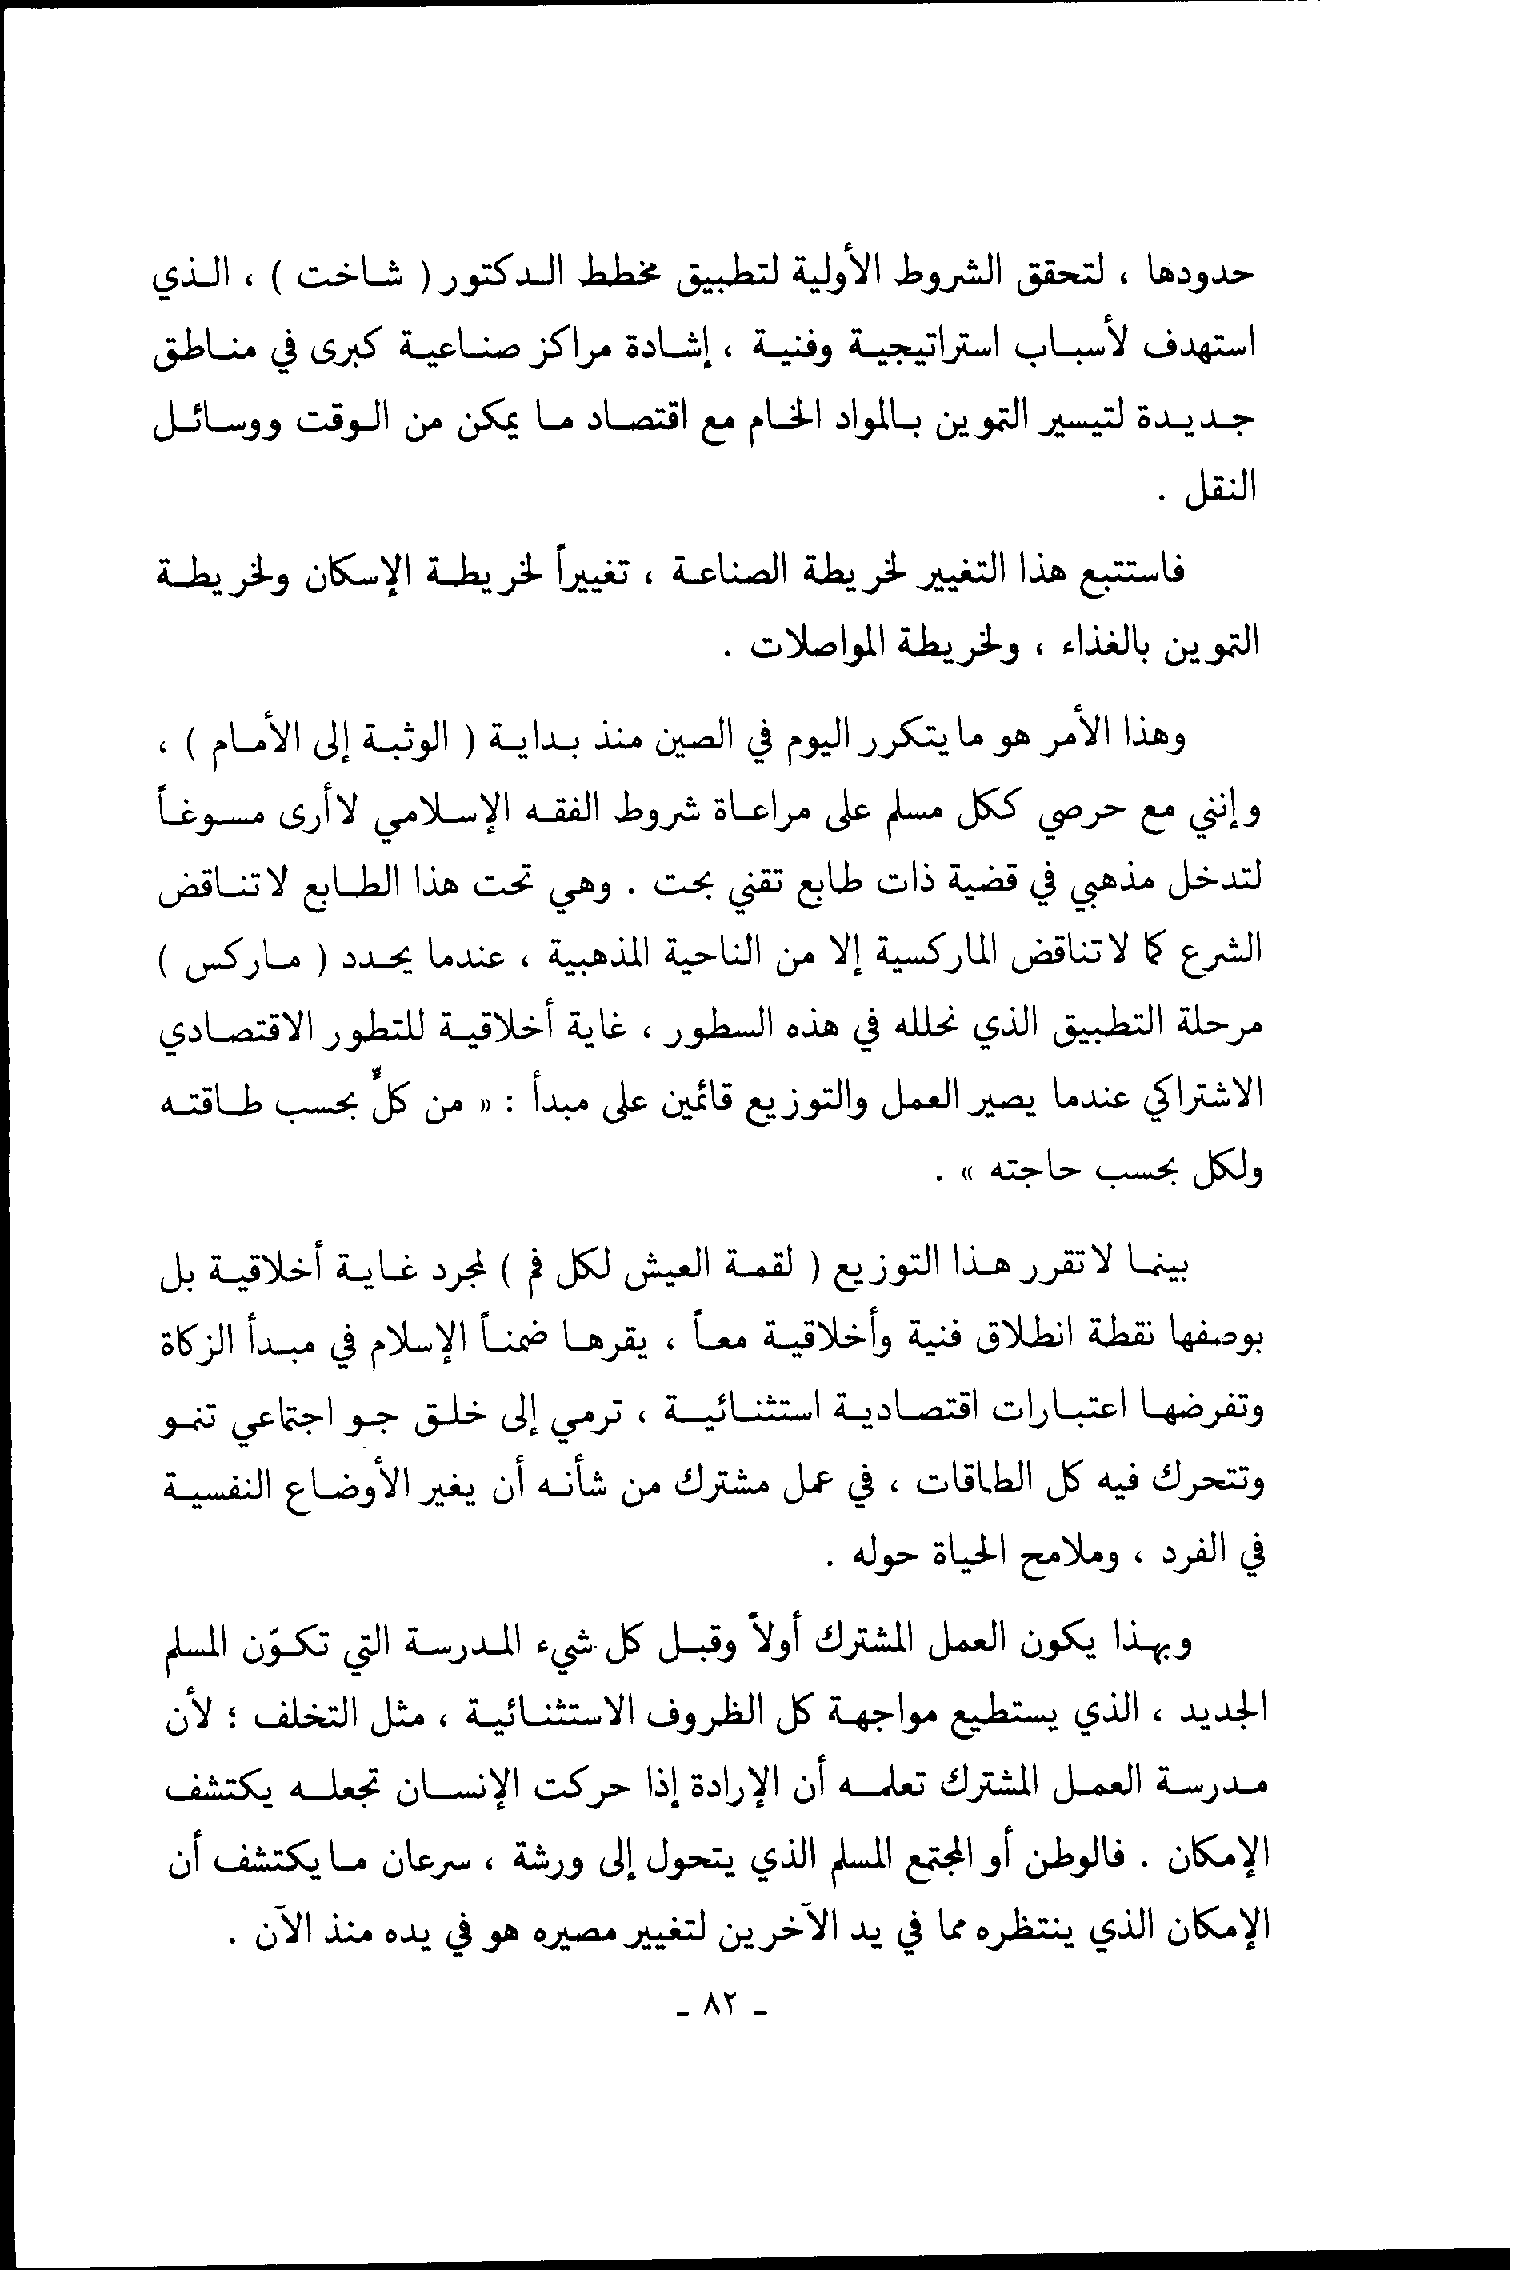 حدودها ، لتحقق الشروط الأولية لتطبيق مخطط الدكتور ( شاخت ) ، الذي
استهدف لأسباب استراتيجية وفنية ، إشادة مراكز صناعية كبرى في مناطق
جديدة لتيسير التموين بالمواد الخام مع اقتصاد ما يمكن من الوقت ووسائل
النقل .
فاستتبع هذا التغيير لخريطة الصناعة ، تغييراً لخريطة الإسكان ولخريطة
التموين بالغذاء ، ولخريطة المواصلات .
وهذا الأمر هو ما يتكرر اليوم في الصين منذ بداية ( الوثبة إلى الأمام ) ،
وإنني مع حرصي ككل مسلم على مراعاة شروط الفقه الإسلامي لا أرى مسوغاً
لتدخل مذهبي في قضية ذات طابع تقني بحت . وهي تحت هذا الطابع لا تناقض
الشرع كما لا تناقض الماركسية إلا من الناحية المذهبية ، عندما يحدد ( ماركس )
مرحلة التطبيق الذي نحلله في هذه السطور ، غاية أخلاقية للتطور الاقتصادي
الاشتراكي عندما يصير العمل والتوزيع قائمين على مبدأ : « من كلٍّ بحسب طاقته
ولكل بحسب حاجته » .
بينما لا تقرر هذا التوزيع ( لقمة العيش لكل فم ) لمجرد غاية أخلاقية بل
بوصفها نقطة انطلاق فنية وأخلاقية معاً ، يقرها ضمناً الإسلام في مبدأ الزكاة
وتفرضها اعتبارات اقتصادية استثنائية ، ترمي إلى خلق جو اجتماعي تنمو
وتتحرك فيه كل الطاقات ، في عمل مشترك من شأنه أن يغير الأوضاع النفسية
في الفرد ، وملامح الحياة حوله .
وبهذا يكون العمل المشترك أولاً وقبل كل شيء المدرسة التي تكوّن المسلم
الجديد ، الذي يستطيع مواجهة كل الظروف الاستثنائية ، مثل التخلف ؛ لأن
مدرسة العمل المشترك تعلمه أن الإرادة إذا حركت الإنسان تجعله يكتشف
الإمكان . فالوطن أو المجتمع المسلم الذي يتحول إلى ورشة ، سرعان ما يكتشف أن
الإمكان الذي ينتظره مما في يد الآخرين لتغيير مصيره هو في يده منذ الآن .
- ٨٢ -